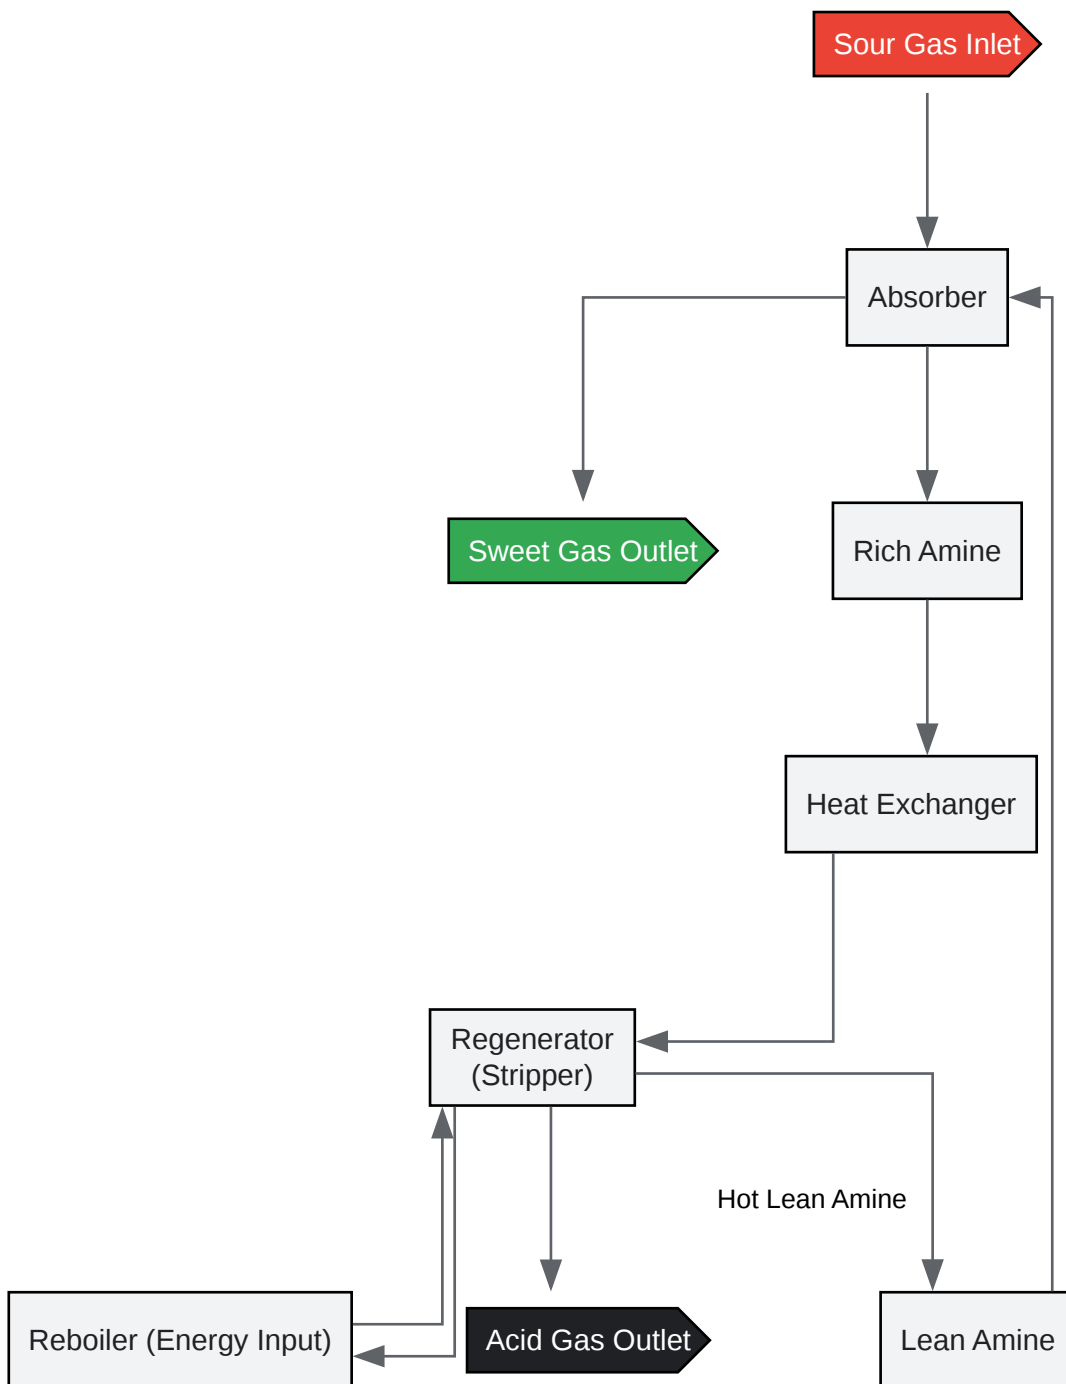 Sour Gas Inlet
Absorber
Sweet Gas Outlet
Rich Amine
Heat Exchanger
Regenerator
(Stripper)
Hot Lean Amine
Reboiler (Energy Input)
Acid Gas Outlet
Lean Amine